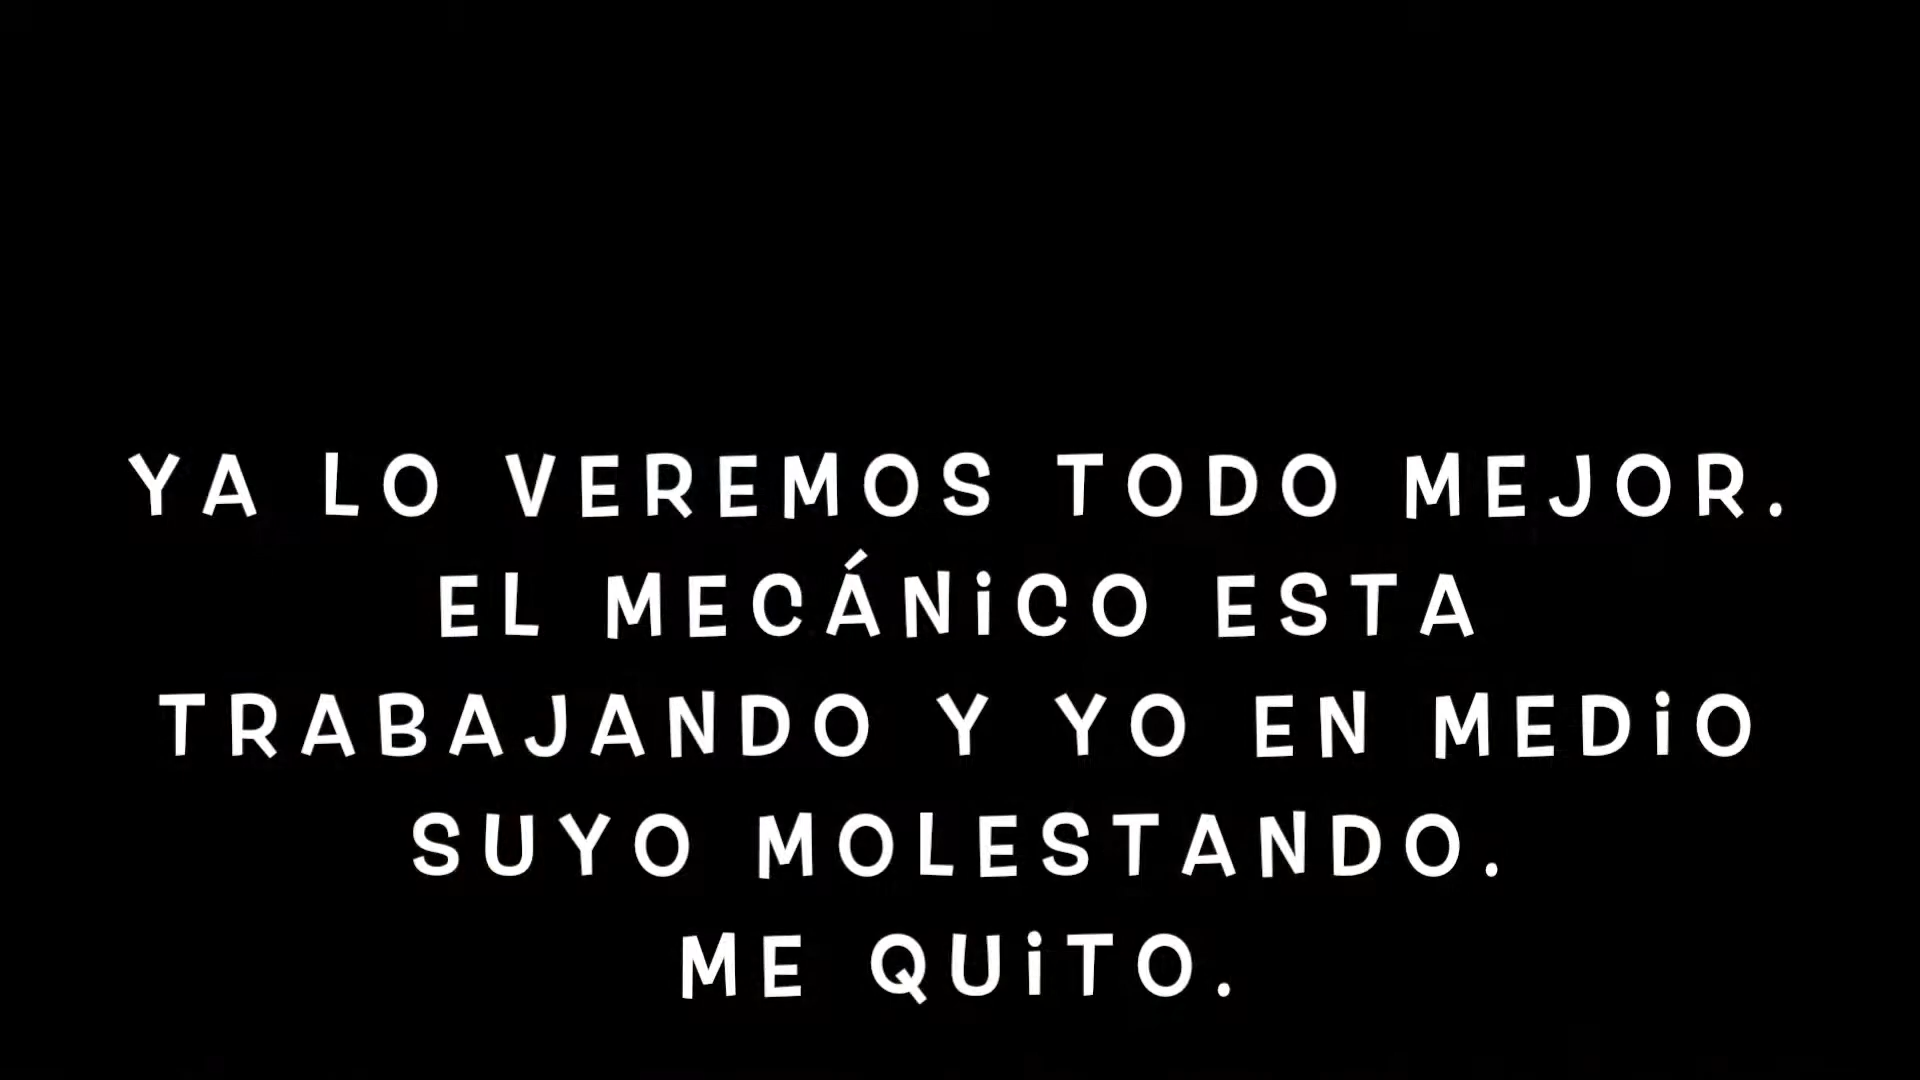 YA LO VEREMOS TODO MEJOR.
EL MECÁNiCO ESTA
TRABAJANDO Y YO EN MEDiO
SUYO MOLESTANDO.
ME QUiTO.